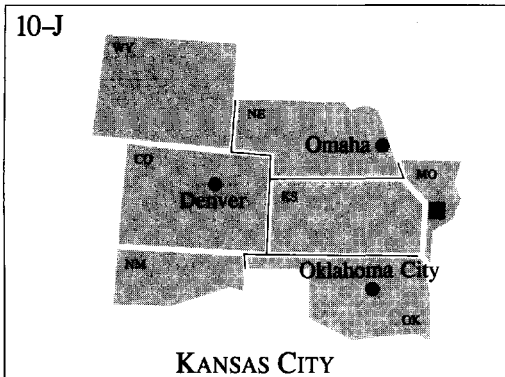 10–J
WY
NE
Omaha
CO
MO
Denver
KS
NM
Oklahoma City
OK
KANSAS CITY